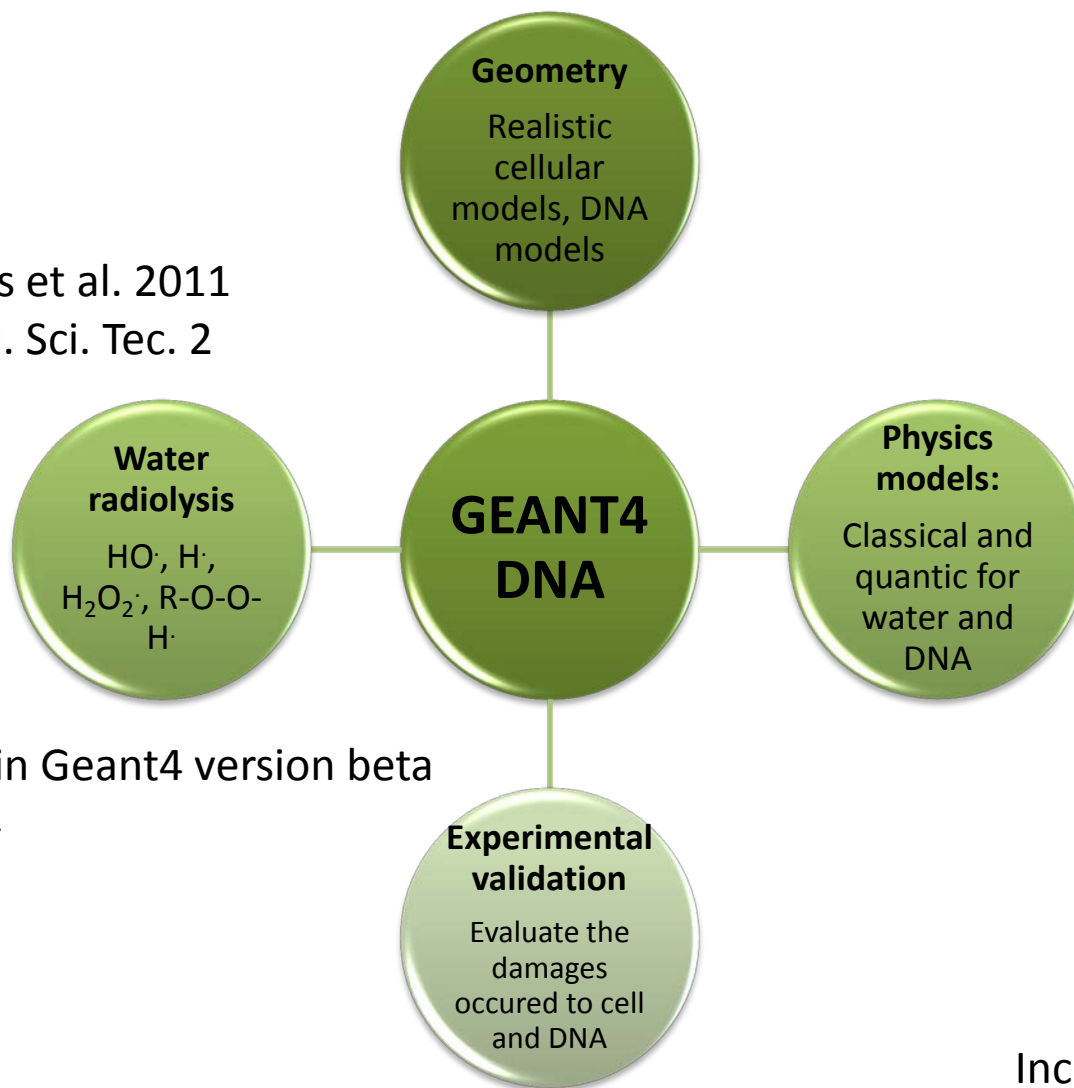 Geometry
Realistic
cellular
models, DNA
models
s et al. 2011
. Sci. Tec. 2
Water
radiolysis
HO·, H·,
H₂O₂·, R-O-O-
H·
GEANT4
DNA
Physics
models:
Classical and
quantic for
water and
DNA
in Geant4 version beta
Experimental
validation
Evaluate the
damages
occured to cell
and DNA
Inc